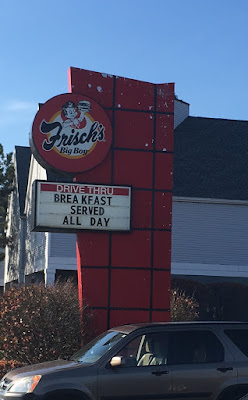 Frisch's
Big Boy
DRIVE THRU
BREAKFAST
SERVED
ALL DAY